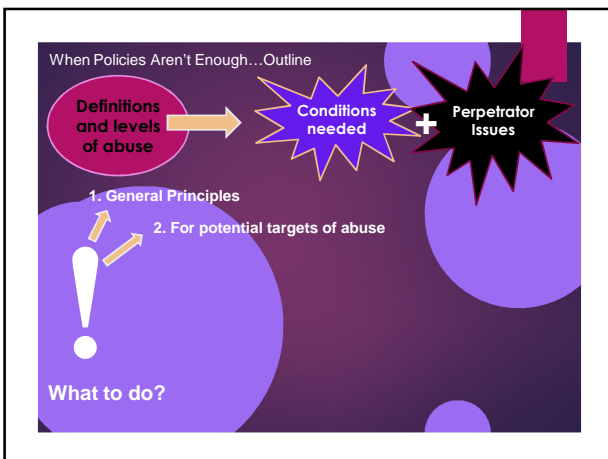 When Policies Aren't Enough…Outline
Definitions
and levels
of abuse
Conditions
needed
+
Perpetrator
Issues
1. General Principles
2. For potential targets of abuse
!
What to do?